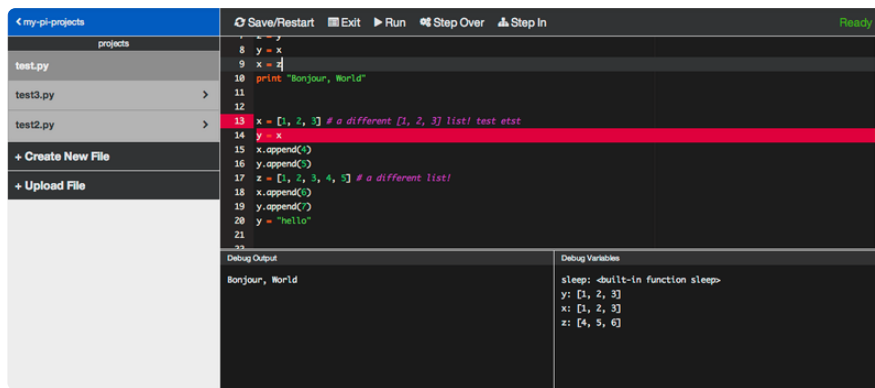 my-pi-projects
Save/Restart Exit Run Step Over Step In Ready
projects
test.py
test3.py
test2.py
+ Create New File
+ Upload File
8 y = x
9 x = z
10 print "Bonjour, World"
11
12
13 x = [1, 2, 3] # a different [1, 2, 3] list! test etst
14 y = x
15 x.append(4)
16 y.append(5)
17 z = [1, 2, 3, 4, 5] # a different list!
18 x.append(6)
19 y.append(7)
20 y = "hello"
21
Debug Output
Bonjour, World
Debug Variables
sleep: <built-in function sleep>
y: [1, 2, 3]
x: [1, 2, 3]
z: [4, 5, 6]